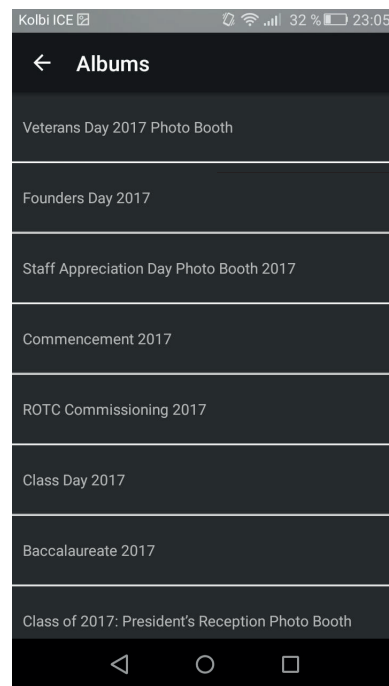 Kolbi ICE 32 % 23:05
Albums
Veterans Day 2017 Photo Booth
Founders Day 2017
Staff Appreciation Day Photo Booth 2017
Commencement 2017
ROTC Commissioning 2017
Class Day 2017
Baccalaureate 2017
Class of 2017: President's Reception Photo Booth